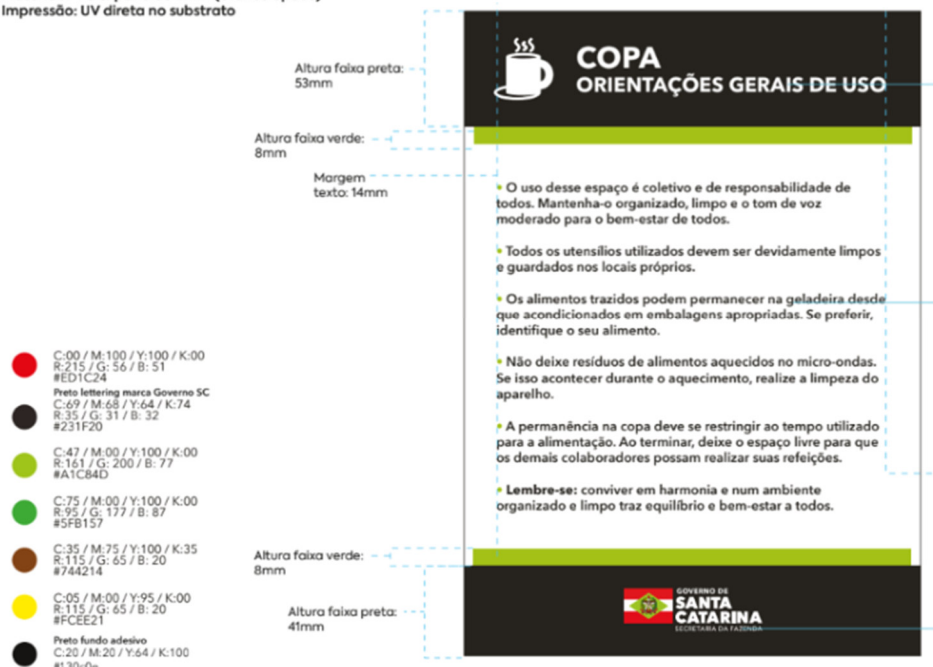 Impressão: UV direta no substrato
Altura faixa preta:
53mm
Altura faixa verde:
8mm
Margem
texto: 14mm
COPA
ORIENTAÇÕES GERAIS DE USO
• O uso desse espaço é coletivo e de responsabilidade de
todos. Mantenha-o organizado, limpo e o tom de voz
moderado para o bem-estar de todos.
• Todos os utensílios utilizados devem ser devidamente limpos
e guardados nos locais próprios.
• Os alimentos trazidos podem permanecer na geladeira desde
que acondicionados em embalagens apropriadas. Se preferir,
identifique o seu alimento.
• Não deixe resíduos de alimentos aquecidos no micro-ondas.
Se isso acontecer durante o aquecimento, realize a limpeza do
aparelho.
• A permanência na copa deve se restringir ao tempo utilizado
para a alimentação. Ao terminar, deixe o espaço livre para que
os demais colaboradores possam realizar suas refeições.
• Lembre-se: conviver em harmonia e num ambiente
organizado e limpo traz equilíbrio e bem-estar a todos.
C:00 / M:100 / Y:100 / K:00
R:215 / G: 56 / B: 51
#ED1C24
Preto lettering marca Governo SC
C:69 / M:68 / Y:64 / K:74
R:35 / G: 31 / B: 32
#231F20
C:47 / M:00 / Y:100 / K:00
R:161 / G: 200 / B: 77
#A1C84D
C:75 / M:00 / Y:100 / K:00
R:95 / G: 177 / B: 87
#5FB157
C:35 / M:75 / Y:100 / K:35
R:115 / G: 65 / B: 20
#744214
C:05 / M:00 / Y:95 / K:00
R:115 / G: 65 / B: 20
#FCEE21
Preto fundo adesivo
C:20 / M:20 / Y:64 / K:100
Altura faixa verde:
8mm
Altura faixa preta:
41mm
GOVERNO DE
SANTA
CATARINA
SECRETARIA DA FAZENDA